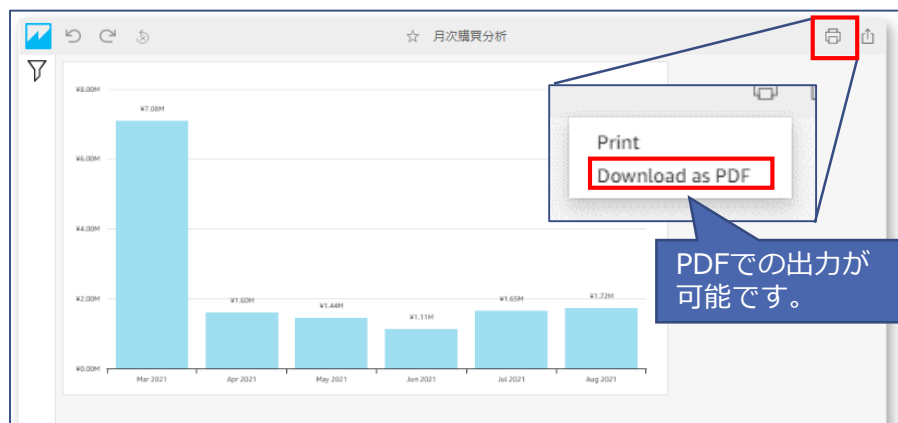 月次購買分析
¥8.00M
¥7.08M
¥6.00M
¥4.00M
¥2.00M
¥1.60M
¥1.44M
¥1.11M
¥1.65M
¥1.72M
¥0.00M
Mar 2021
Apr 2021
May 2021
Jun 2021
Jul 2021
Aug 2021
Print
Download as PDF
PDFでの出力が
可能です。